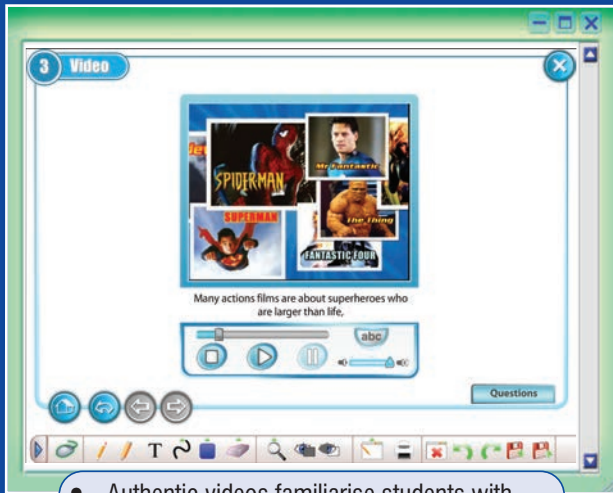 3 Video
SPIDERMAN
Mr Fantastic
SUPERMAN
The Thing
FANTASTIC FOUR
Many actions films are about superheroes who
are larger than life,
abc
Questions
T
Authentic videos familiarise students with